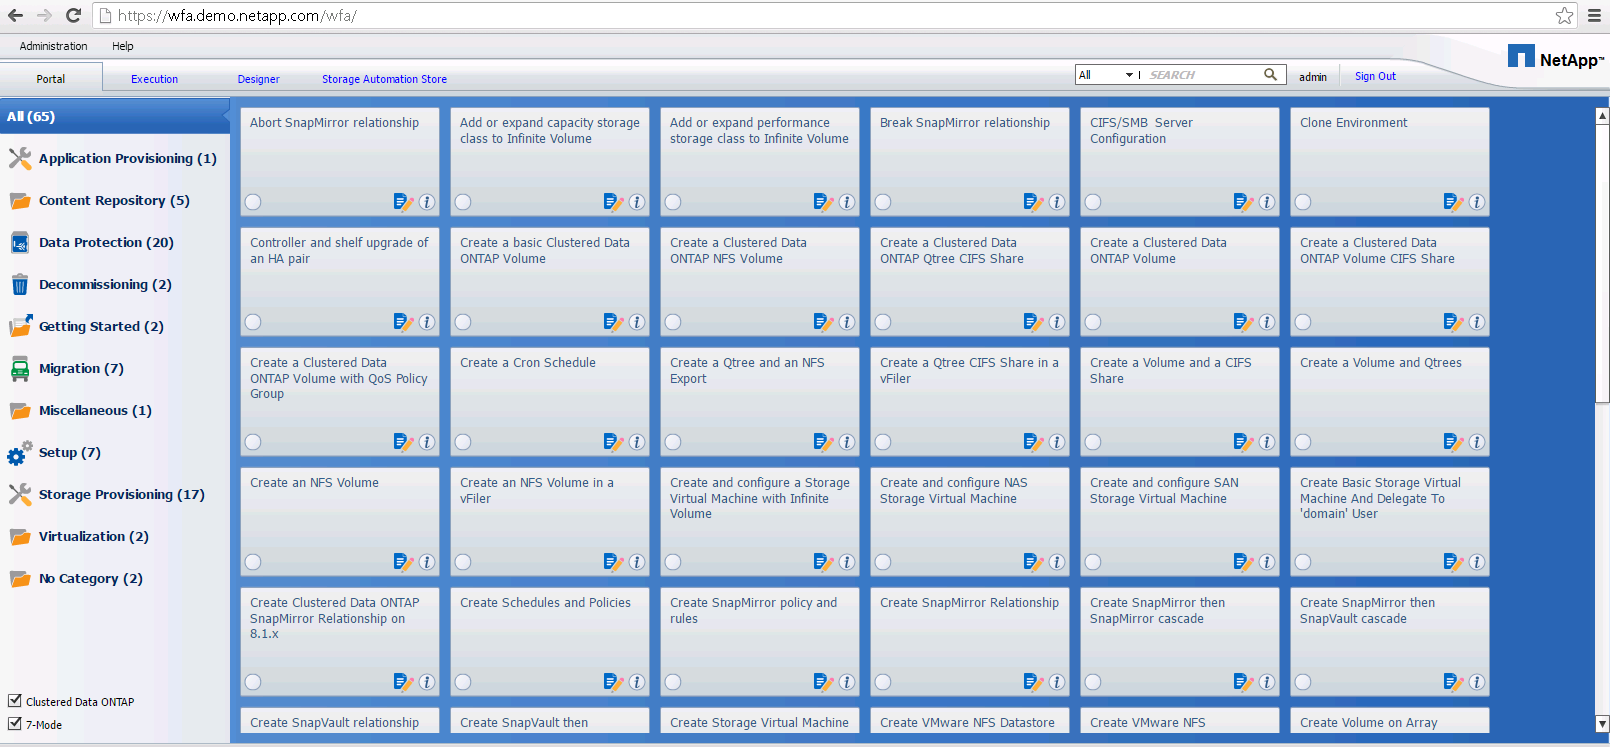 https://wfa.demo.netapp.com/wfa/
Administration Help
NetApp™
Portal Execution Designer Storage Automation Store All SEARCH admin Sign Out
All (65)
Application Provisioning (1)
Content Repository (5)
Data Protection (20)
Decommissioning (2)
Getting Started (2)
Migration (7)
Miscellaneous (1)
Setup (7)
Storage Provisioning (17)
Virtualization (2)
No Category (2)
Clustered Data ONTAP
7-Mode
Abort SnapMirror relationship
Add or expand capacity storage
class to Infinite Volume
Add or expand performance
storage class to Infinite Volume
Break SnapMirror relationship
CIFS/SMB Server
Configuration
Clone Environment
Controller and shelf upgrade of
an HA pair
Create a basic Clustered Data
ONTAP Volume
Create a Clustered Data
ONTAP NFS Volume
Create a Clustered Data
ONTAP Qtree CIFS Share
Create a Clustered Data
ONTAP Volume
Create a Clustered Data
ONTAP Volume CIFS Share
Create a Clustered Data
ONTAP Volume with QoS Policy
Group
Create a Cron Schedule
Create a Qtree and an NFS
Export
Create a Qtree CIFS Share in a
vFiler
Create a Volume and a CIFS
Share
Create a Volume and Qtrees
Create an NFS Volume
Create an NFS Volume in a
vFiler
Create and configure a Storage
Virtual Machine with Infinite
Volume
Create and configure NAS
Storage Virtual Machine
Create and configure SAN
Storage Virtual Machine
Create Basic Storage Virtual
Machine And Delegate To
'domain' User
Create Clustered Data ONTAP
SnapMirror Relationship on
8.1.x
Create Schedules and Policies
Create SnapMirror policy and
rules
Create SnapMirror Relationship
Create SnapMirror then
SnapMirror cascade
Create SnapMirror then
SnapVault cascade
Create SnapVault relationship
Create SnapVault then
Create Storage Virtual Machine
Create VMware NFS Datastore
Create VMware NFS
Create Volume on Array